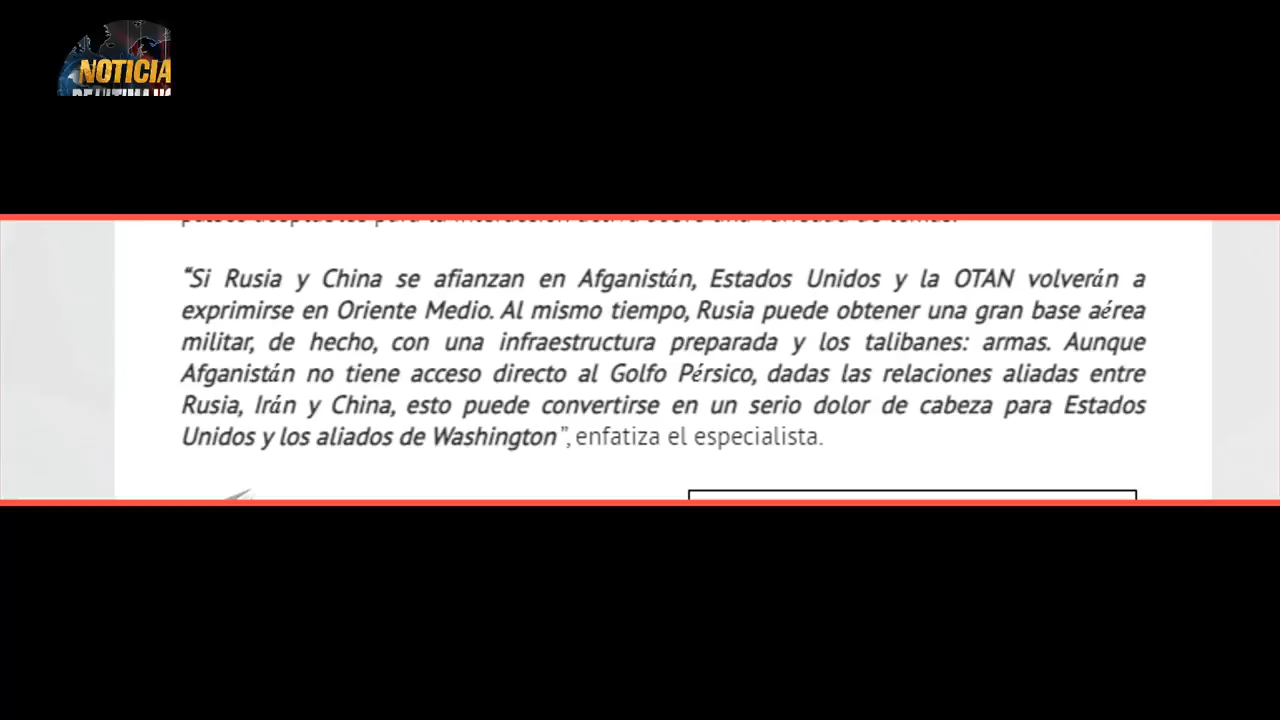 NOTICIA
“Si Rusia y China se afianzan en Afganistán, Estados Unidos y la OTAN volverán a
exprimirse en Oriente Medio. Al mismo tiempo, Rusia puede obtener una gran base aérea
militar, de hecho, con una infraestructura preparada y los talibanes: armas. Aunque
Afganistán no tiene acceso directo al Golfo Pérsico, dadas las relaciones aliadas entre
Rusia, Irán y China, esto puede convertirse en un serio dolor de cabeza para Estados
Unidos y los aliados de Washington”, enfatiza el especialista.